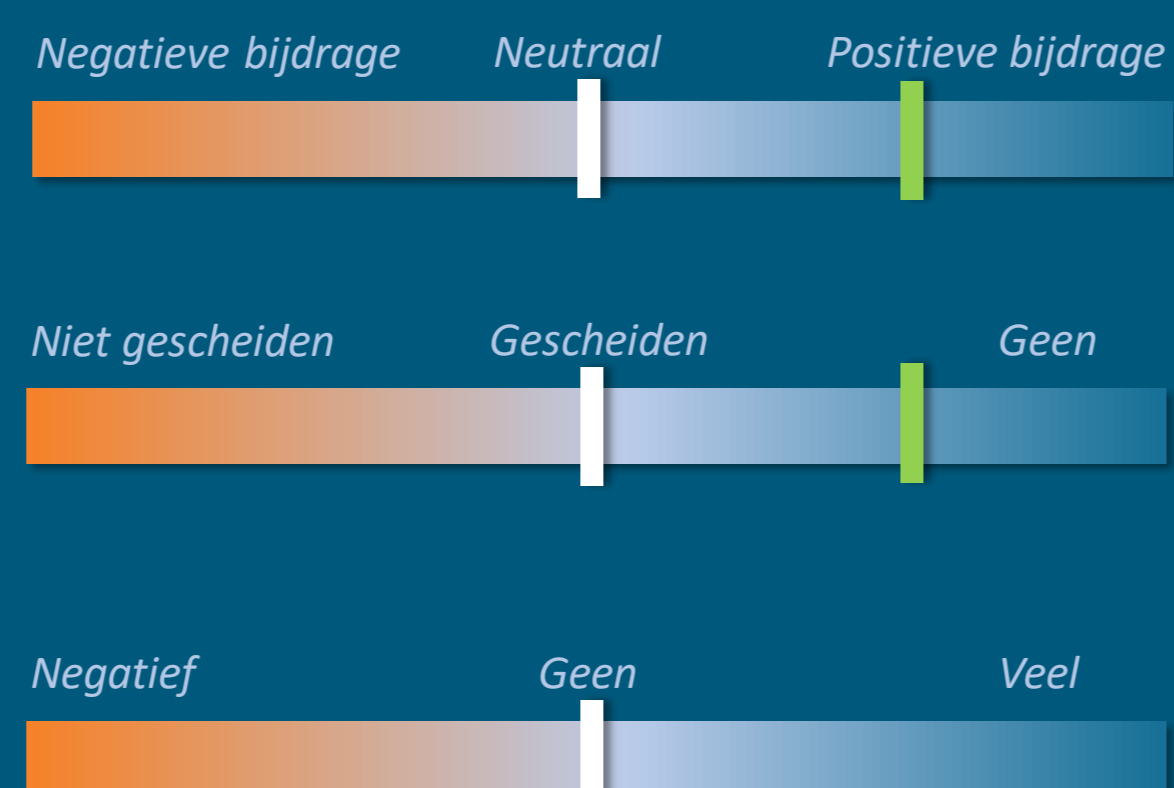 Negatieve bijdrage Neutraal Positieve bijdrage
Niet gescheiden Gescheiden Geen
Negatief Geen Veel